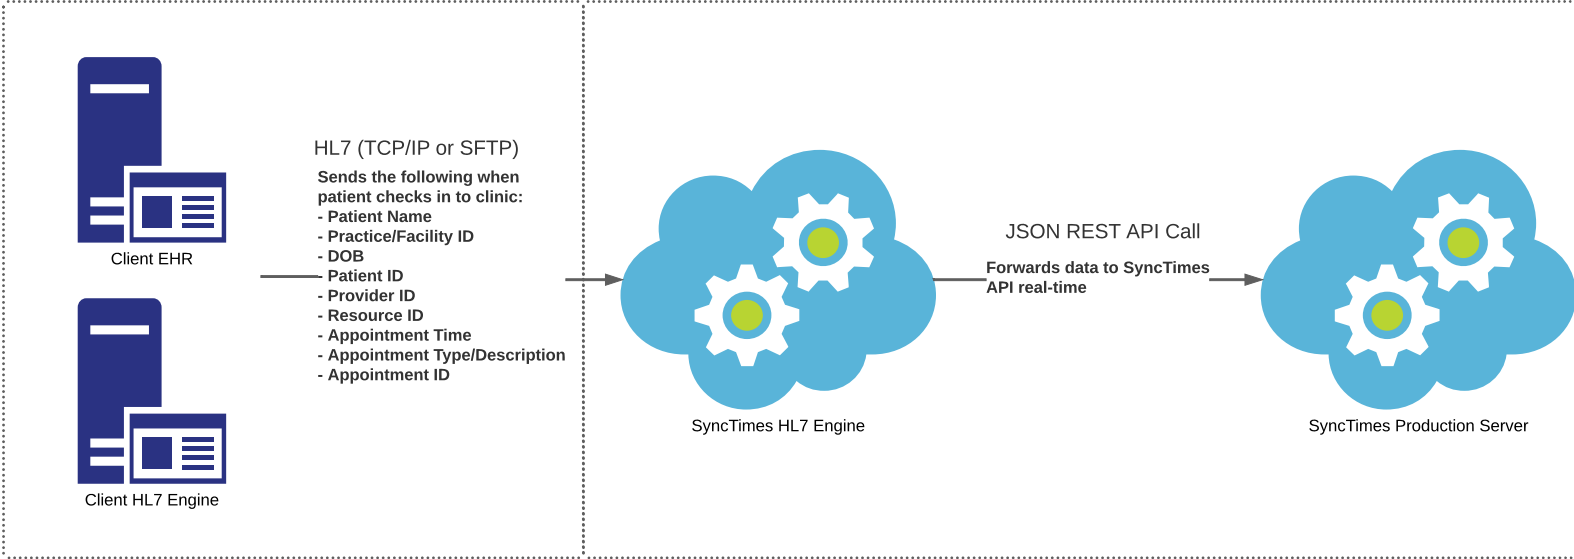 HL7 (TCP/IP or SFTP)
Sends the following when
patient checks in to clinic:
- Patient Name
- Practice/Facility ID
- DOB
- Patient ID
- Provider ID
- Resource ID
- Appointment Time
- Appointment Type/Description
- Appointment ID
Client EHR
Client HL7 Engine
SyncTimes HL7 Engine
JSON REST API Call
Forwards data to SyncTimes
API real-time
SyncTimes Production Server